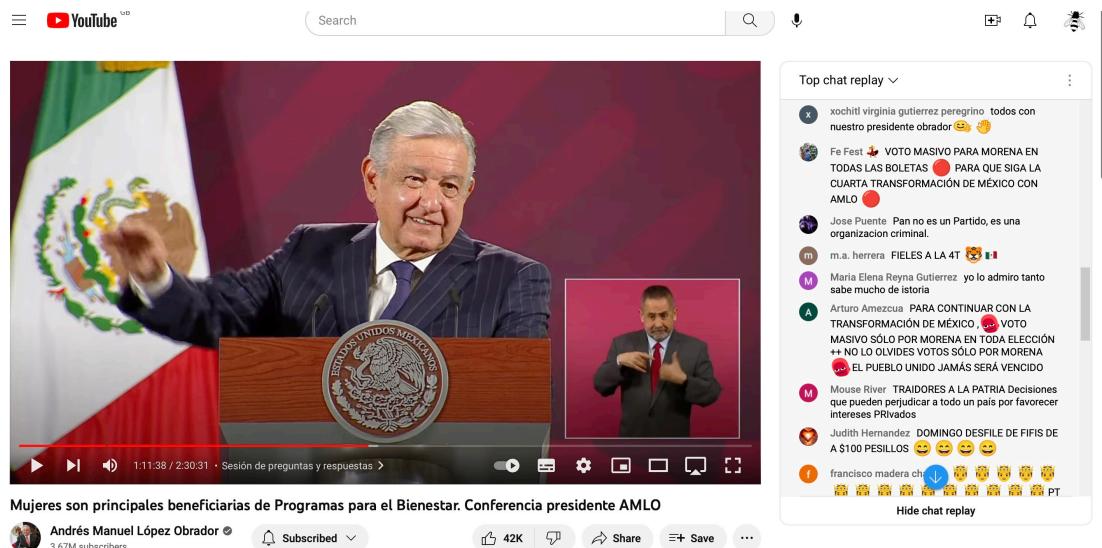 YouTube GB
Search
ESTADOS UNIDOS MEXICANOS
1:11:38 / 2:30:31 • Sesión de preguntas y respuestas
Mujeres son principales beneficiarias de Programas para el Bienestar. Conferencia presidente AMLO
Andrés Manuel López Obrador
3.67M subscribers
Subscribed
42K
Share
Save
Top chat replay
x
xochitl virginia gutierrez peregrino todos con
nuestro presidente obrador
Fe Fest VOTO MASIVO PARA MORENA EN
TODAS LAS BOLETAS PARA QUE SIGA LA
CUARTA TRANSFORMACIÓN DE MÉXICO CON
AMLO
Jose Puente Pan no es un Partido, es una
organizacion criminal.
m
m.a. herrera FIELES A LA 4T
M
Maria Elena Reyna Gutierrez yo lo admiro tanto
sabe mucho de istoria
A
Arturo Amezcua PARA CONTINUAR CON LA
TRANSFORMACIÓN DE MÉXICO , VOTO
MASIVO SÓLO POR MORENA EN TODA ELECCIÓN
++ NO LO OLVIDES VOTOS SÓLO POR MORENA
EL PUEBLO UNIDO JAMÁS SERÁ VENCIDO
M
Mouse River TRAIDORES A LA PATRIA Decisiones
que pueden perjudicar a todo un país por favorecer
intereses PRIvados
Judith Hernandez DOMINGO DESFILE DE FIFIS DE
A $100 PESILLOS
f
francisco madera
PT
Hide chat replay